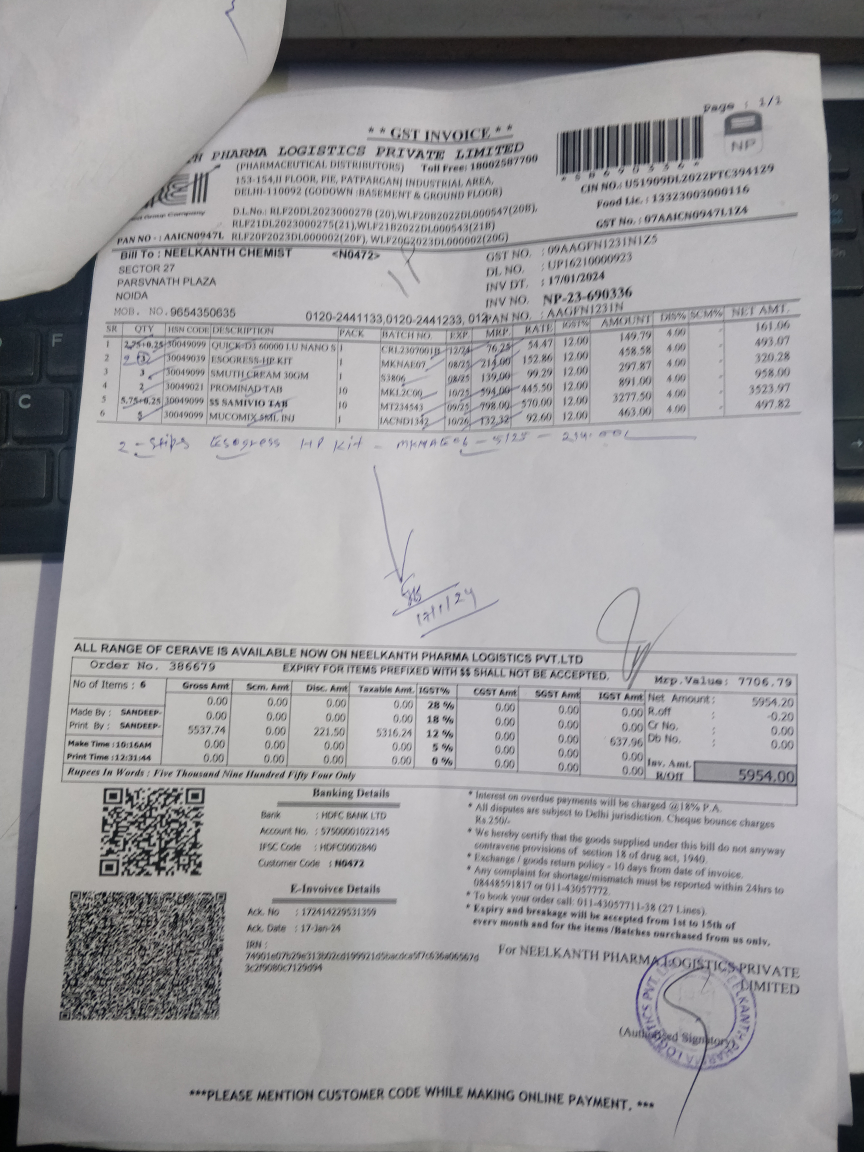 Page : 1/1
** GST INVOICE **
PHARMA LOGISTICS PRIVATE LIMITED
(PHARMACEUTICAL DISTRIBUTORS) Toll Free: 18002587700
153-154,II FLOOR, FIE, PATPARGANJ INDUSTRIAL AREA,
DELHI-110092 (GODOWN :BASEMENT & GROUND FLOOR)
NP
CIN NO.: U51909DL2022PTC394129
Food Lic. : 13323003000116
GST No. : 07AAICN0947L1Z4
D.L.No.: RLF20DL2023000278 (20),WLF20B2022DL000547(20B),
RLF21DL2023000275(21),WLF21B2022DL000543(21B)
PAN NO - : AAICN0947L RLF20F2023DL000002(20F), WLF20G2023DL000002(20G)
Bill To : NEELKANTH CHEMIST <N0472>
SECTOR 27
PARSVNATH PLAZA
NOIDA
MOB. NO. 9654350635
0120-2441133,0120-2441233, 012
GST NO. : 09AAGFN1231N1Z5
DL NO. : UP16210000923
INV DT. : 17/01/2024
INV NO. NP-23-690336
PAN NO. : AAGFN1231N
SR QTY HSN CODE DESCRIPTION PACK BATCH NO. EXP. MRP. RATE IGST% AMOUNT DIS% SCM% NET AMT.
1 2.75+0.25 30049099 QUICK-D3 60000 I.U NANO S 1 12/24 76.25 54.47 12.00 149.79 4.00 - 161.06
2 30049039 ESOGRESS-HP KIT 1 MKNAE07 08/25 214.00 152.86 12.00 458.58 4.00 - 493.07
3 3 30049099 SMUTH CREAM 30GM 1 S3806 08/25 139.00 99.29 12.00 297.87 4.00 - 320.28
4 2 30049021 PROMINAD TAB 10 MKL2C00 10/25 594.00 445.50 12.00 891.00 4.00 - 958.00
5 5.75+0.25 30049099 $$ SAMIVIO TAB 10 MT234543 09/25 798.00 570.00 12.00 3277.50 4.00 - 3523.97
6 5 30049099 MUCOMIX 5ML INJ 1 IACND1342 10/26 132.32 92.60 12.00 463.00 4.00 - 497.82
2 - Stips Esogress HP Kit - 5/25
17/1/24
ALL RANGE OF CERAVE IS AVAILABLE NOW ON NEELKANTH PHARMA LOGISTICS PVT.LTD
Order No. 386679 EXPIRY FOR ITEMS PREFIXED WITH $$ SHALL NOT BE ACCEPTED. Mrp.Value: 7706.79
No of Items : 6 Gross Amt Scm. Amt Disc. Amt Taxable Amt. IGST% CGST Amt SGST Amt IGST Amt Net Amount : 5954.20
0.00 0.00 0.00 0.00 28 % 0.00 0.00 0.00 R.off : -0.20
Made By : SANDEEP- 0.00 0.00 0.00 0.00 18 % 0.00 0.00 0.00 Cr No. : 0.00
Print By : SANDEEP- 5537.74 0.00 221.50 5316.24 12 % 0.00 0.00 637.96 Db No. : 0.00
Make Time :10:16AM 0.00 0.00 0.00 0.00 5 % 0.00 0.00 0.00
Print Time :12:31:44 0.00 0.00 0.00 0.00 0 % 0.00 0.00 0.00 Inv. Amt. R/Off 5954.00
Rupees In Words : Five Thousand Nine Hundred Fifty Four Only
Banking Details
Bank : HDFC BANK LTD
Account No. : 57500001022145
IFSC Code : HDFC0002840
Customer Code : N0472
E-Invoicee Details
Ack. No : 172414229531359
Ack. Date : 17-Jan-24
IRN :
* Interest on overdue payments will be charged @18% P.A.
* All disputes are subject to Delhi jurisdiction. Cheque bounce charges
Rs.250/-
* We hereby certify that the goods supplied under this bill do not anyway
contravene provisions of section 18 of drug act, 1940.
* Exchange / goods return policy - 10 days from date of invoice.
* Any complaint for shortage/mismatch must be reported within 24hrs to
08448591817 or 011-43057772.
* To book your order call: 011-43057711-38 (27 Lines)
* Expiry and breakage will be accepted from 1st to 15th of
every month and for the items /Batches ourchased from us only.
For NEELKANTH PHARMA LOGISTICS PRIVATE
LIMITED
(Authorised Signatory)
***PLEASE MENTION CUSTOMER CODE WHILE MAKING ONLINE PAYMENT. ***